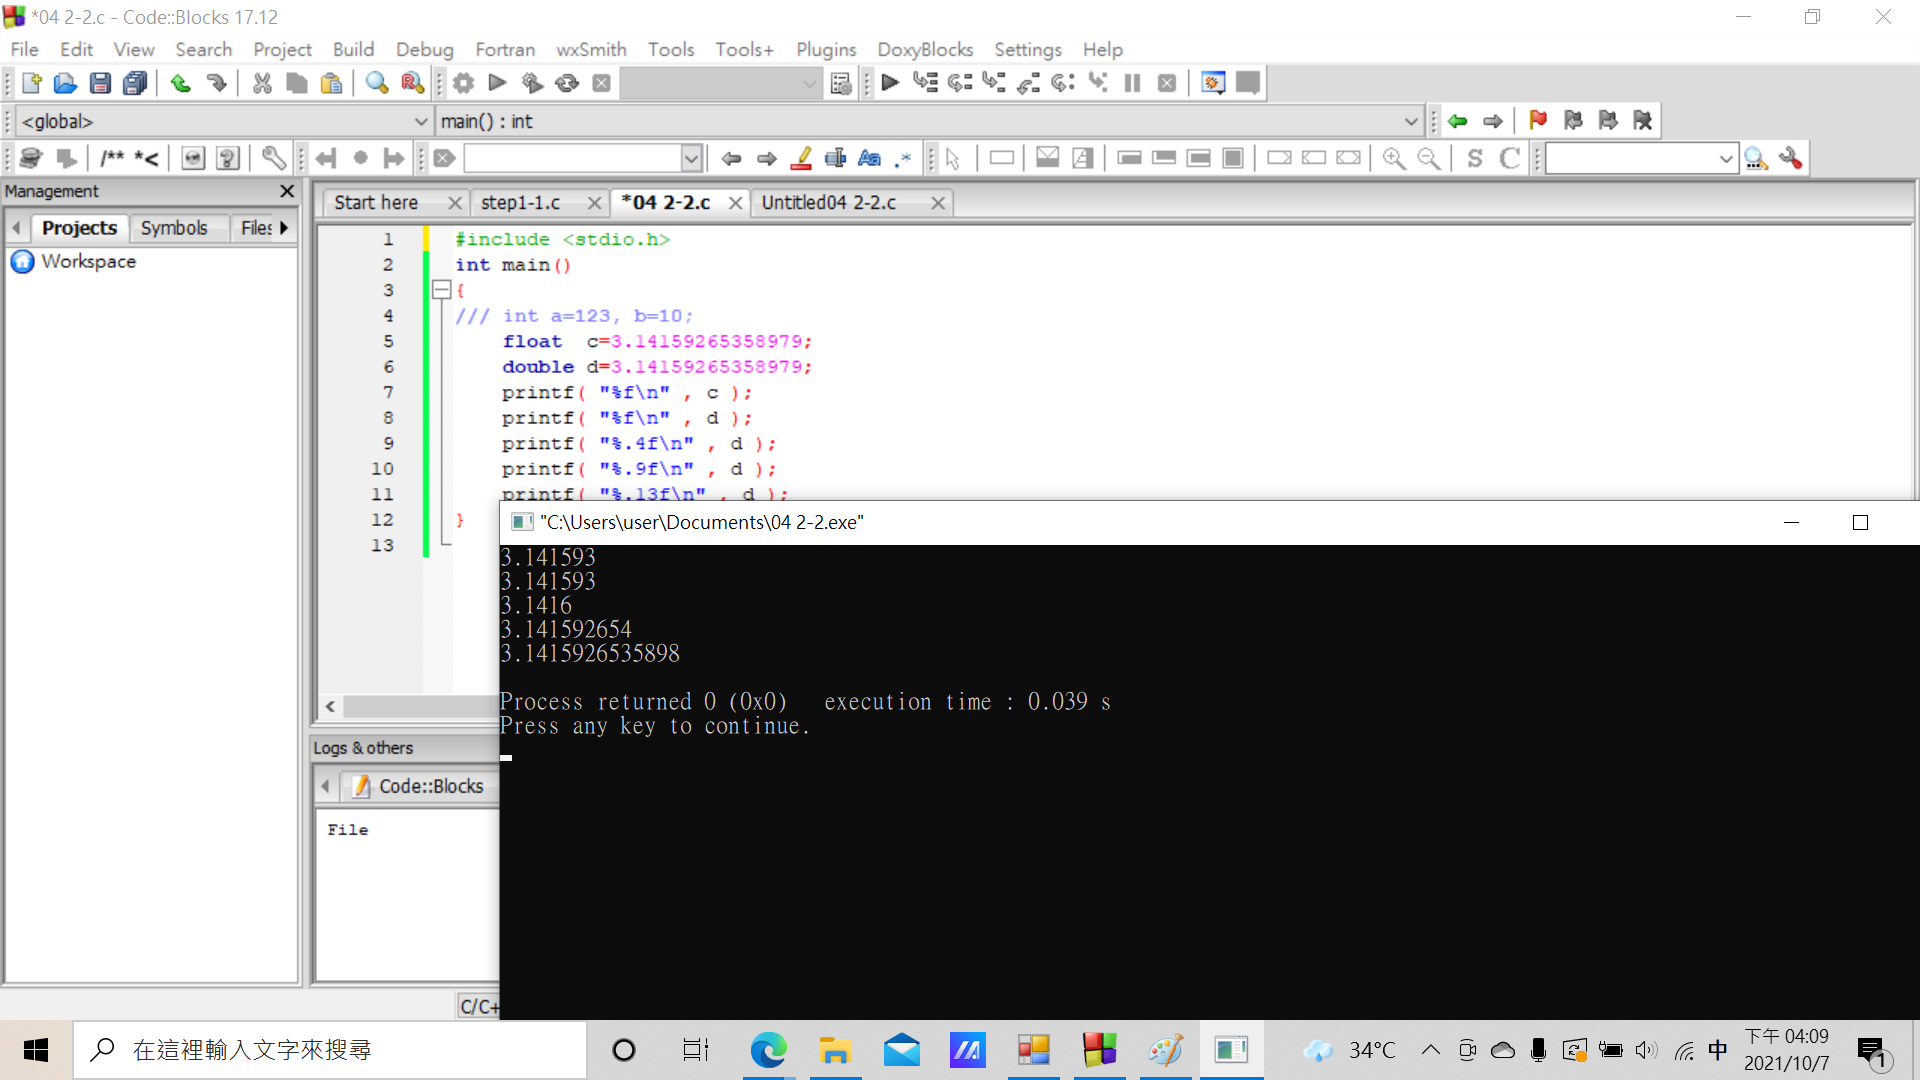 *04 2-2.c - Code::Blocks 17.12
File Edit View Search Project Build Debug Fortran wxSmith Tools Tools+ Plugins DoxyBlocks Settings Help
<global> main() : int
/** *<
Aa .*
S C
Management
Projects Symbols Files
Workspace
Start here step1-1.c *04 2-2.c Untitled04 2-2.c
1 #include <stdio.h>
2 int main()
3 {
4 /// int a=123, b=10;
5 float  c=3.14159265358979;
6 double d=3.14159265358979;
7 printf( "%f\n" , c );
8 printf( "%f\n" , d );
9 printf( "%.4f\n" , d );
10 printf( "%.9f\n" , d );
11 printf( "%.13f\n" , d );
12 }
13
"C:\Users\user\Documents\04 2-2.exe"
3.141593
3.141593
3.1416
3.141592654
3.1415926535898
Process returned 0 (0x0)   execution time : 0.039 s
Press any key to continue.
Logs & others
Code::Blocks
File
C/C+
在這裡輸入文字來搜尋
34°C
中
下午 04:09
2021/10/7
1